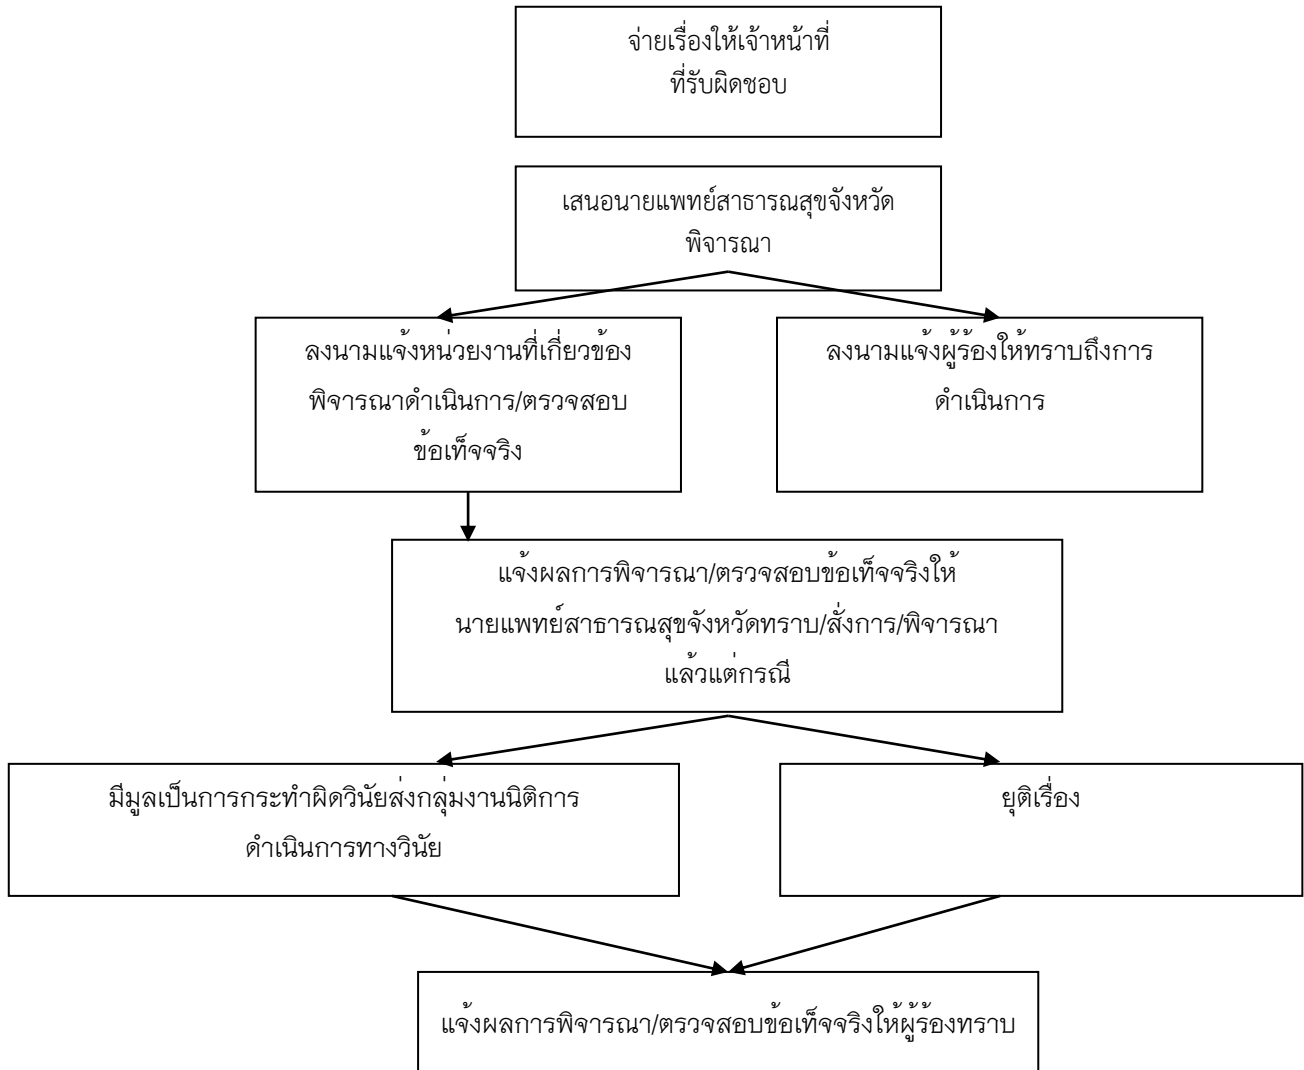 จ่ายเรื่องให้เจ้าหน้าที่
ที่รับผิดชอบ
เสนอนายแพทย์สาธารณสุขจังหวัด
พิจารณา
ลงนามแจ้งหน่วยงานที่เกี่ยวข้อง
พิจารณาดำเนินการ/ตรวจสอบ
ข้อเท็จจริง
ลงนามแจ้งผู้ร้องให้ทราบถึงการ
ดำเนินการ
แจ้งผลการพิจารณา/ตรวจสอบข้อเท็จจริงให้
นายแพทย์สาธารณสุขจังหวัดทราบ/สั่งการ/พิจารณา
แล้วแต่กรณี
มีมูลเป็นการกระทำผิดวินัยส่งกลุ่มงานนิติการ
ดำเนินการทางวินัย
ยุติเรื่อง
แจ้งผลการพิจารณา/ตรวจสอบข้อเท็จจริงให้ผู้ร้องทราบ